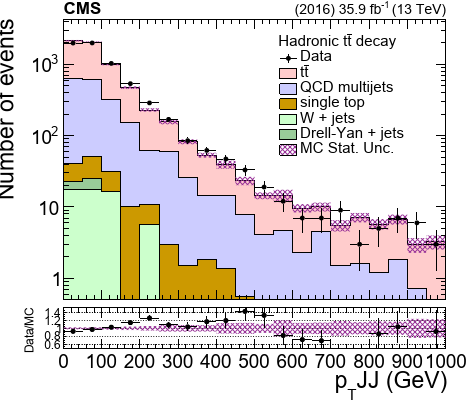 CMS (2016) 35.9 fb⁻¹ (13 TeV)
Number of events
Hadronic tt̄ decay
Data
tt̄
QCD multijets
single top
W + jets
Drell-Yan + jets
MC Stat. Unc.
10³
10²
10
1
Data/MC
1.4
1.2
1
0.8
0.6
0 100 200 300 400 500 600 700 800 900 1000
p_T JJ (GeV)